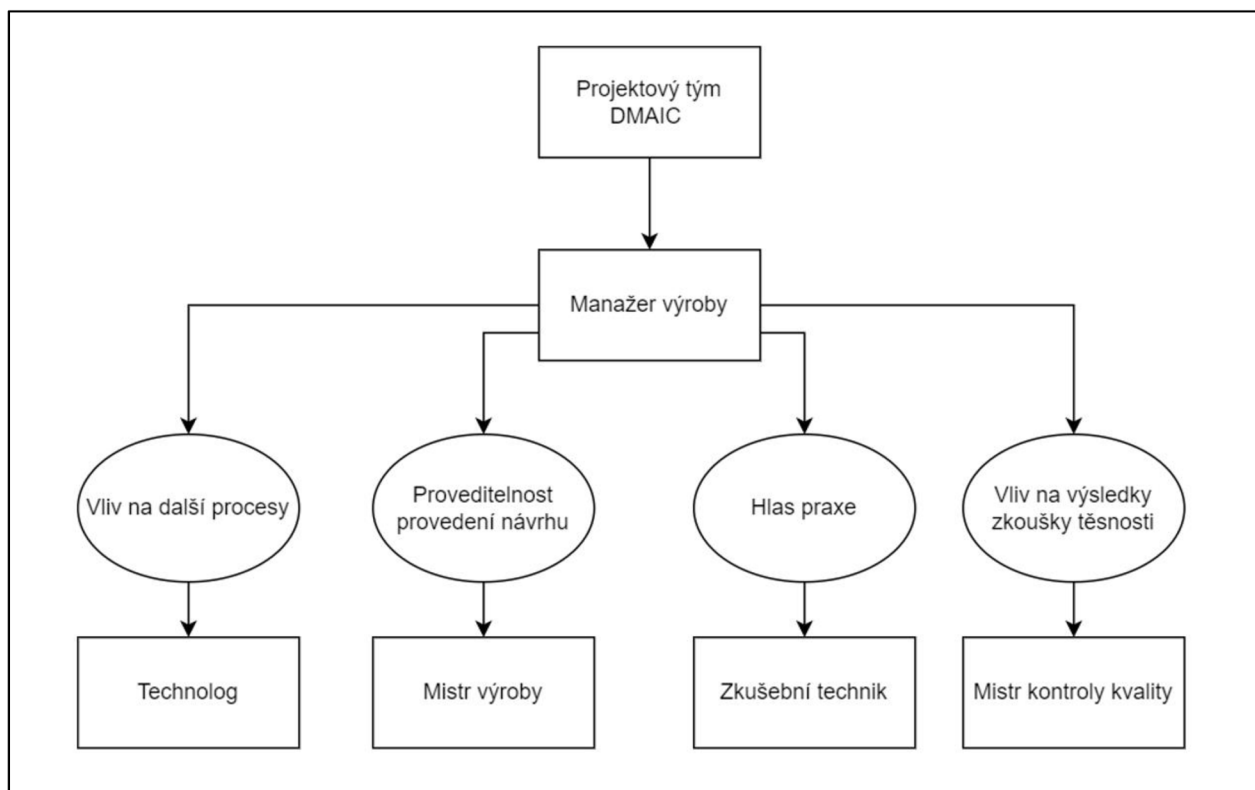 Projektový tým
DMAIC
Manažer výroby
Vliv na další procesy
Proveditelnost
provedení návrhu
Hlas praxe
Vliv na výsledky
zkoušky těsnosti
Technolog
Mistr výroby
Zkušební technik
Mistr kontroly kvality